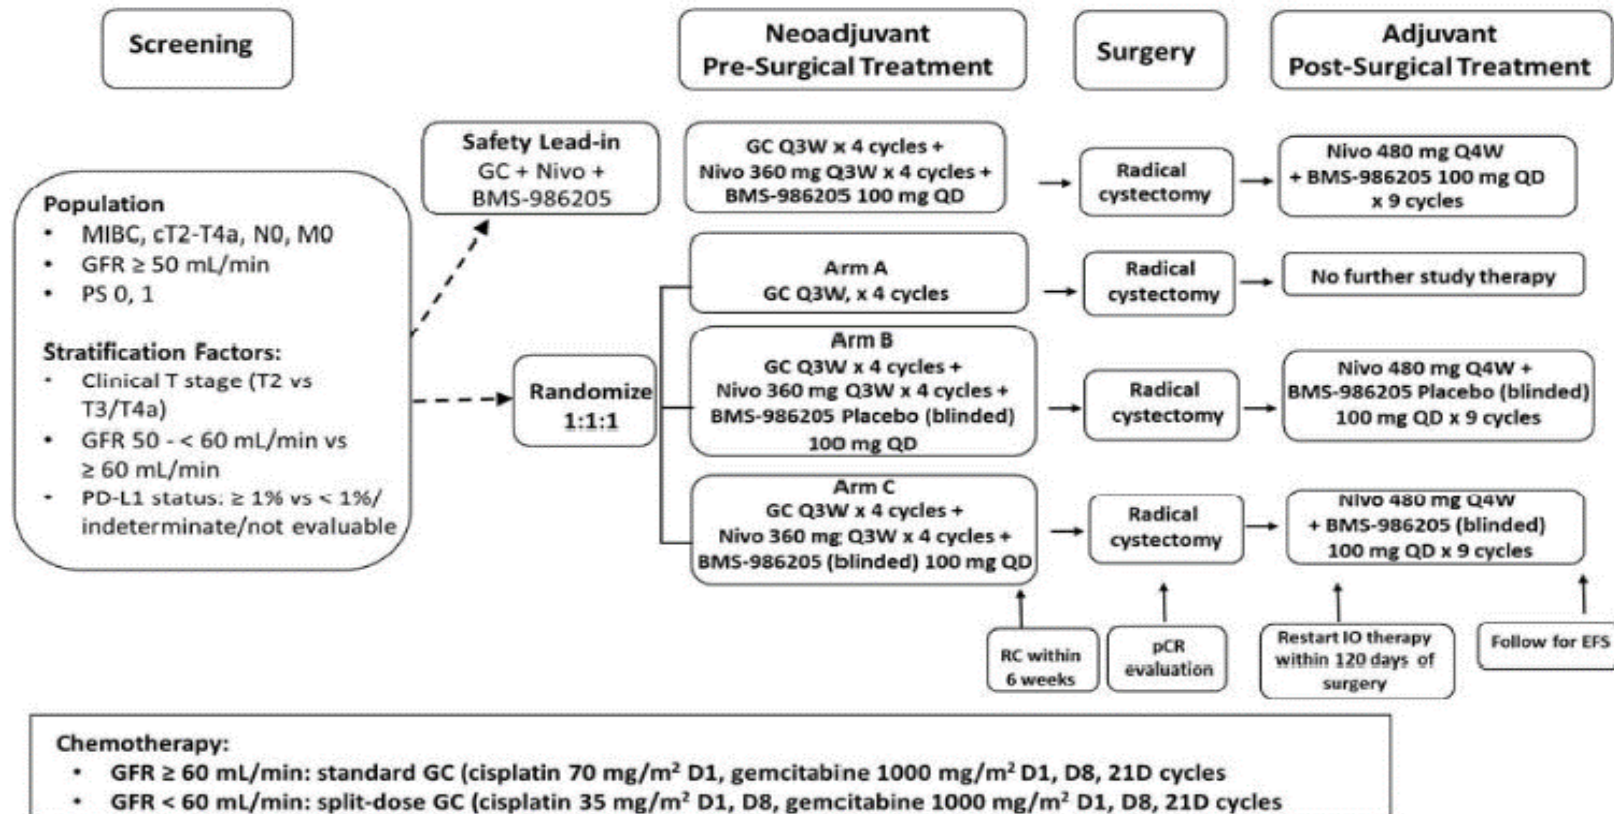 Screening
Neoadjuvant
Pre-Surgical Treatment
Surgery
Adjuvant
Post-Surgical Treatment
Population
• MIBC, cT2-T4a, N0, M0
• GFR ≥ 50 mL/min
• PS 0, 1
Stratification Factors:
• Clinical T stage (T2 vs
T3/T4a)
• GFR 50 - < 60 mL/min vs
≥ 60 mL/min
• PD-L1 status: ≥ 1% vs < 1%/
indeterminate/not evaluable
Safety Lead-in
GC + Nivo +
BMS-986205
GC Q3W x 4 cycles +
Nivo 360 mg Q3W x 4 cycles +
BMS-986205 100 mg QD
Radical
cystectomy
Nivo 480 mg Q4W
+ BMS-986205 100 mg QD
x 9 cycles
Randomize
1:1:1
Arm A
GC Q3W, x 4 cycles
Radical
cystectomy
No further study therapy
Arm B
GC Q3W x 4 cycles +
Nivo 360 mg Q3W x 4 cycles +
BMS-986205 Placebo (blinded)
100 mg QD
Radical
cystectomy
Nivo 480 mg Q4W +
BMS-986205 Placebo (blinded)
100 mg QD x 9 cycles
Arm C
GC Q3W x 4 cycles +
Nivo 360 mg Q3W x 4 cycles +
BMS-986205 (blinded) 100 mg QD
Radical
cystectomy
Nivo 480 mg Q4W
+ BMS-986205 (blinded)
100 mg QD x 9 cycles
RC within
6 weeks
pCR
evaluation
Restart IO therapy
within 120 days of
surgery
Follow for EFS
Chemotherapy:
• GFR ≥ 60 mL/min: standard GC (cisplatin 70 mg/m² D1, gemcitabine 1000 mg/m² D1, D8, 21D cycles
• GFR < 60 mL/min: split-dose GC (cisplatin 35 mg/m² D1, D8, gemcitabine 1000 mg/m² D1, D8, 21D cycles